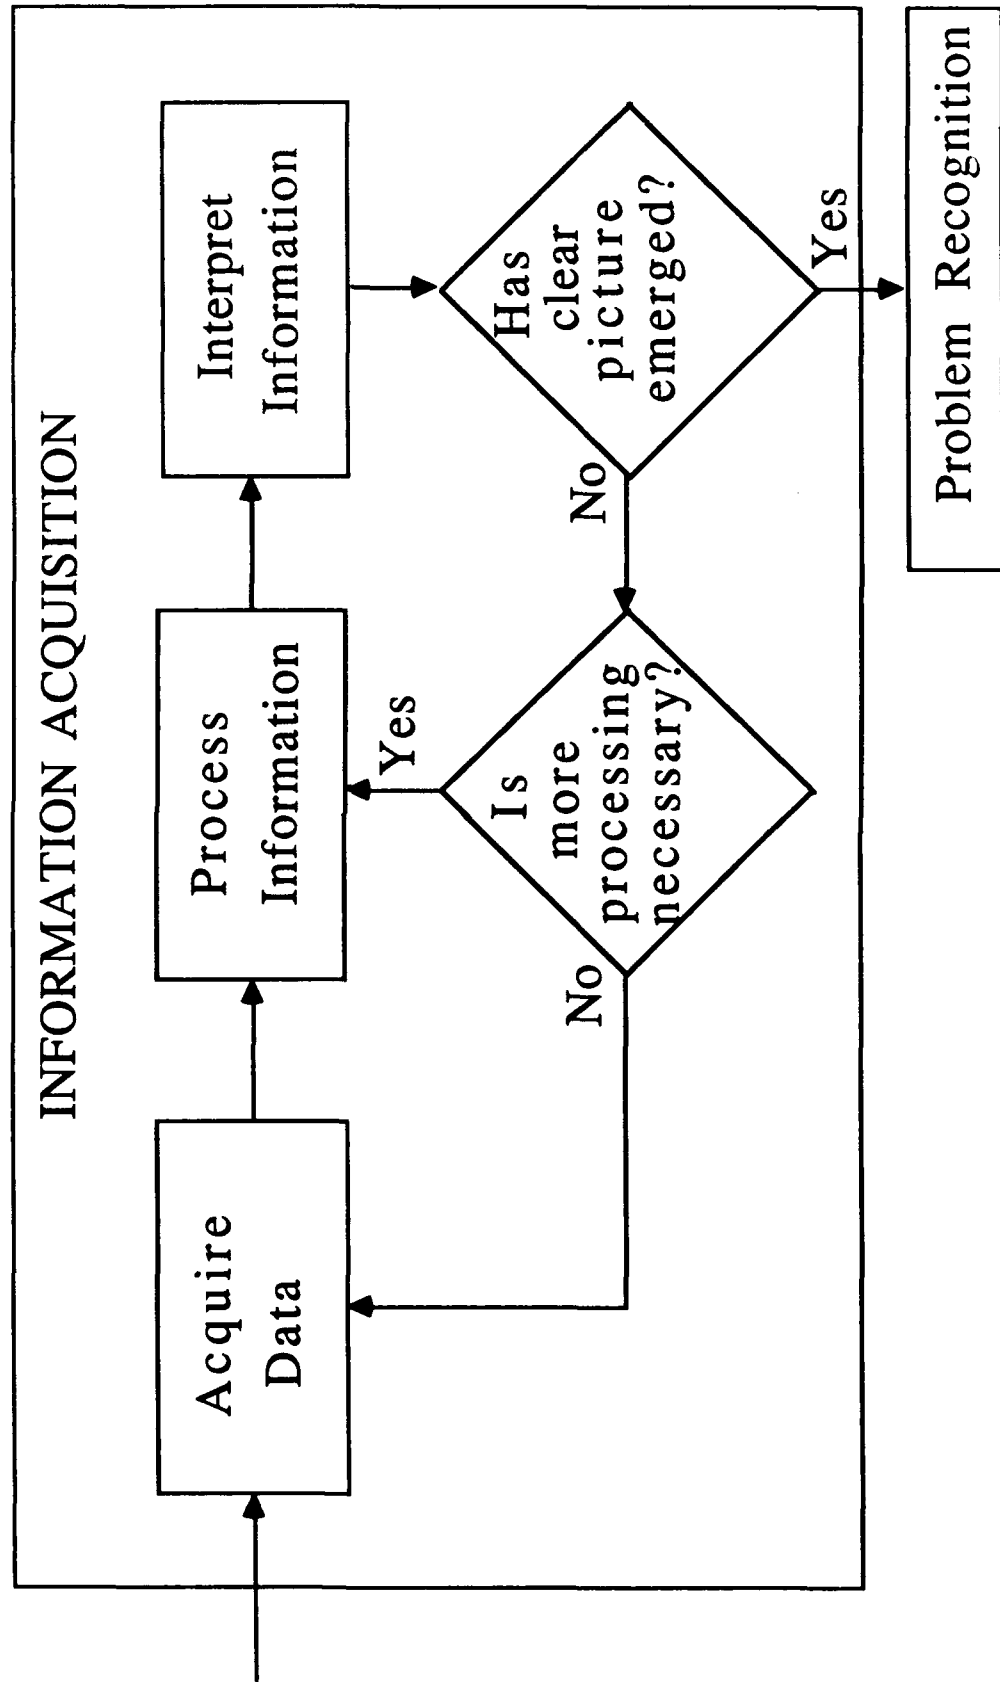 INFORMATION ACQUISITION
Acquire
Data
Process
Information
Interpret
Information
Has
clear
picture
emerged?
No
Yes
Is
more
processing
necessary?
Yes
No
Problem Recognition